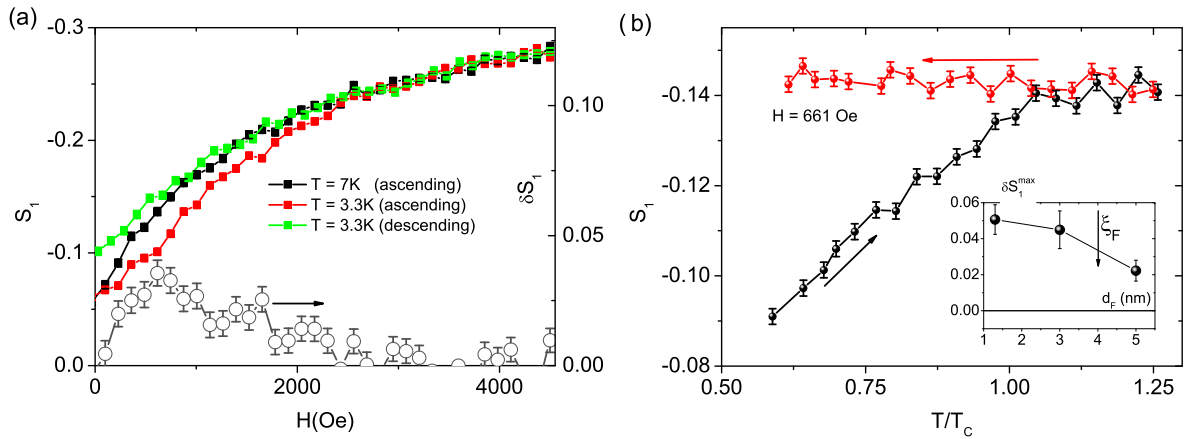 (a)
-0.3
-0.2
-0.1
0.0
S1
0.10
0.05
0.00
δS1
T = 7K (ascending)
T = 3.3K (ascending)
T = 3.3K (descending)
0
2000
4000
H(Oe)
(b)
-0.14
-0.12
-0.10
-0.08
S1
H = 661 Oe
δS1max
0.06
0.04
0.02
0.00
ξF
dF (nm)
1 2 3 4 5
0.50 0.75 1.00 1.25
T/TC